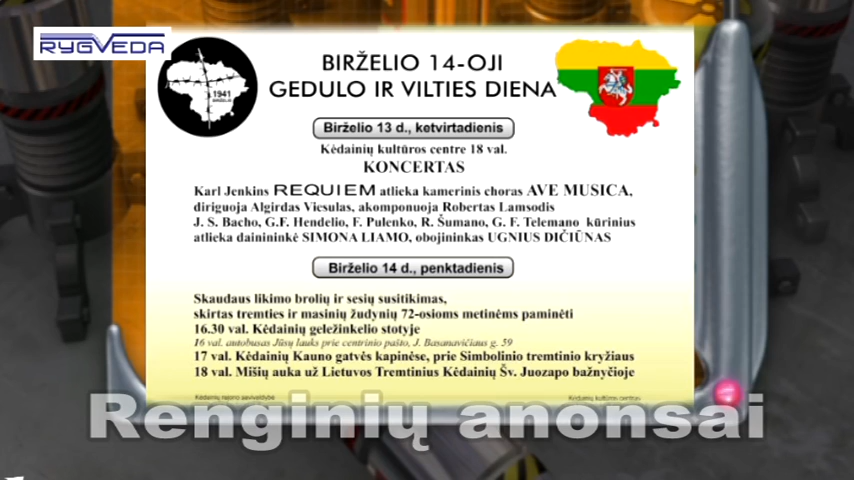 RYGVEDA
BIRŽELIO 14-OJI
GEDULO IR VILTIES DIENA
1941
Birželio 13 d., ketvirtadienis
Kėdainių kultūros centre 18 val.
KONCERTAS
Karl Jenkins REQUIEM atlieka kamerinis choras AVE MUSICA,
diriguoja Algirdas Viesulas, akomponuoja Robertas Lamsodis
J. S. Bacho, G.F. Hendelio, F. Pulenko, R. Šumano, G. F. Telemano kūrinius
atlieka dainininkė SIMONA LIAMO, obojininkas UGNIUS DIČIŪNAS
Birželio 14 d., penktadienis
Skaudaus likimo brolių ir sesių susitikimas,
skirtas tremties ir masinių žudynių 72-osioms metinėms paminėti
16.30 val. Kėdainių geležinkelio stotyje
16 val. autobusas Jūsų lauks prie centrinio pašto, J. Basanavičiaus g. 59
17 val. Kėdainių Kauno gatvės kapinėse, prie Simbolinio tremtinio kryžiaus
18 val. Mišių auka už Lietuvos Tremtinius Kėdainių Šv. Juozapo bažnyčioje
Kėdainių rajono savivaldybė
Kėdainių kultūros centras
Renginių anonsai